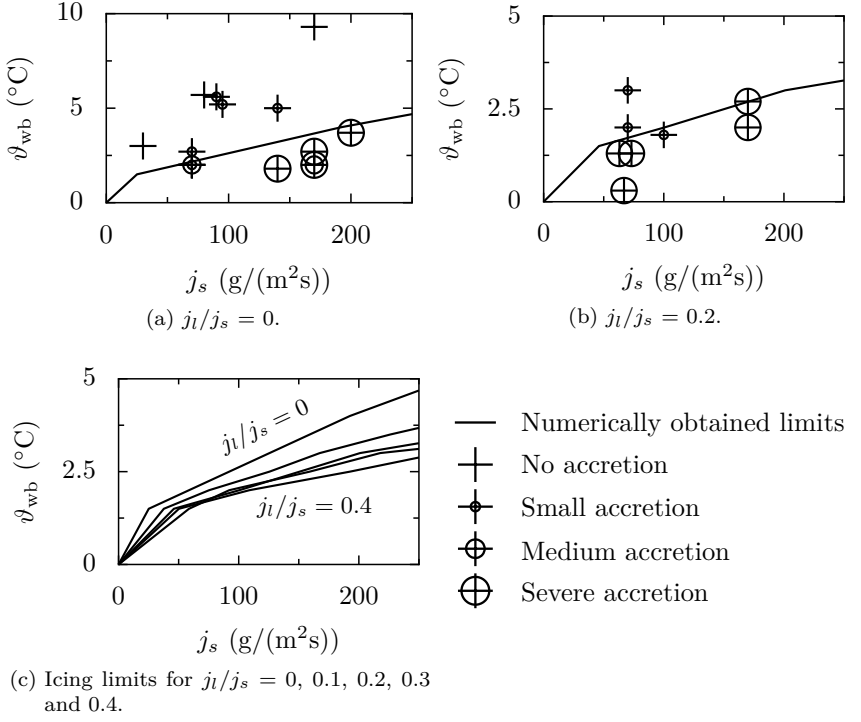 10
5
0
ϑwb (°C)
0 100 200
js (g/(m²s))
(a) jl/js = 0.
5
2.5
0
ϑwb (°C)
0 100 200
js (g/(m²s))
(b) jl/js = 0.2.
5
2.5
0
ϑwb (°C)
jl/js = 0
jl/js = 0.4
0 100 200
js (g/(m²s))
(c) Icing limits for jl/js = 0, 0.1, 0.2, 0.3
and 0.4.
Numerically obtained limits
No accretion
Small accretion
Medium accretion
Severe accretion